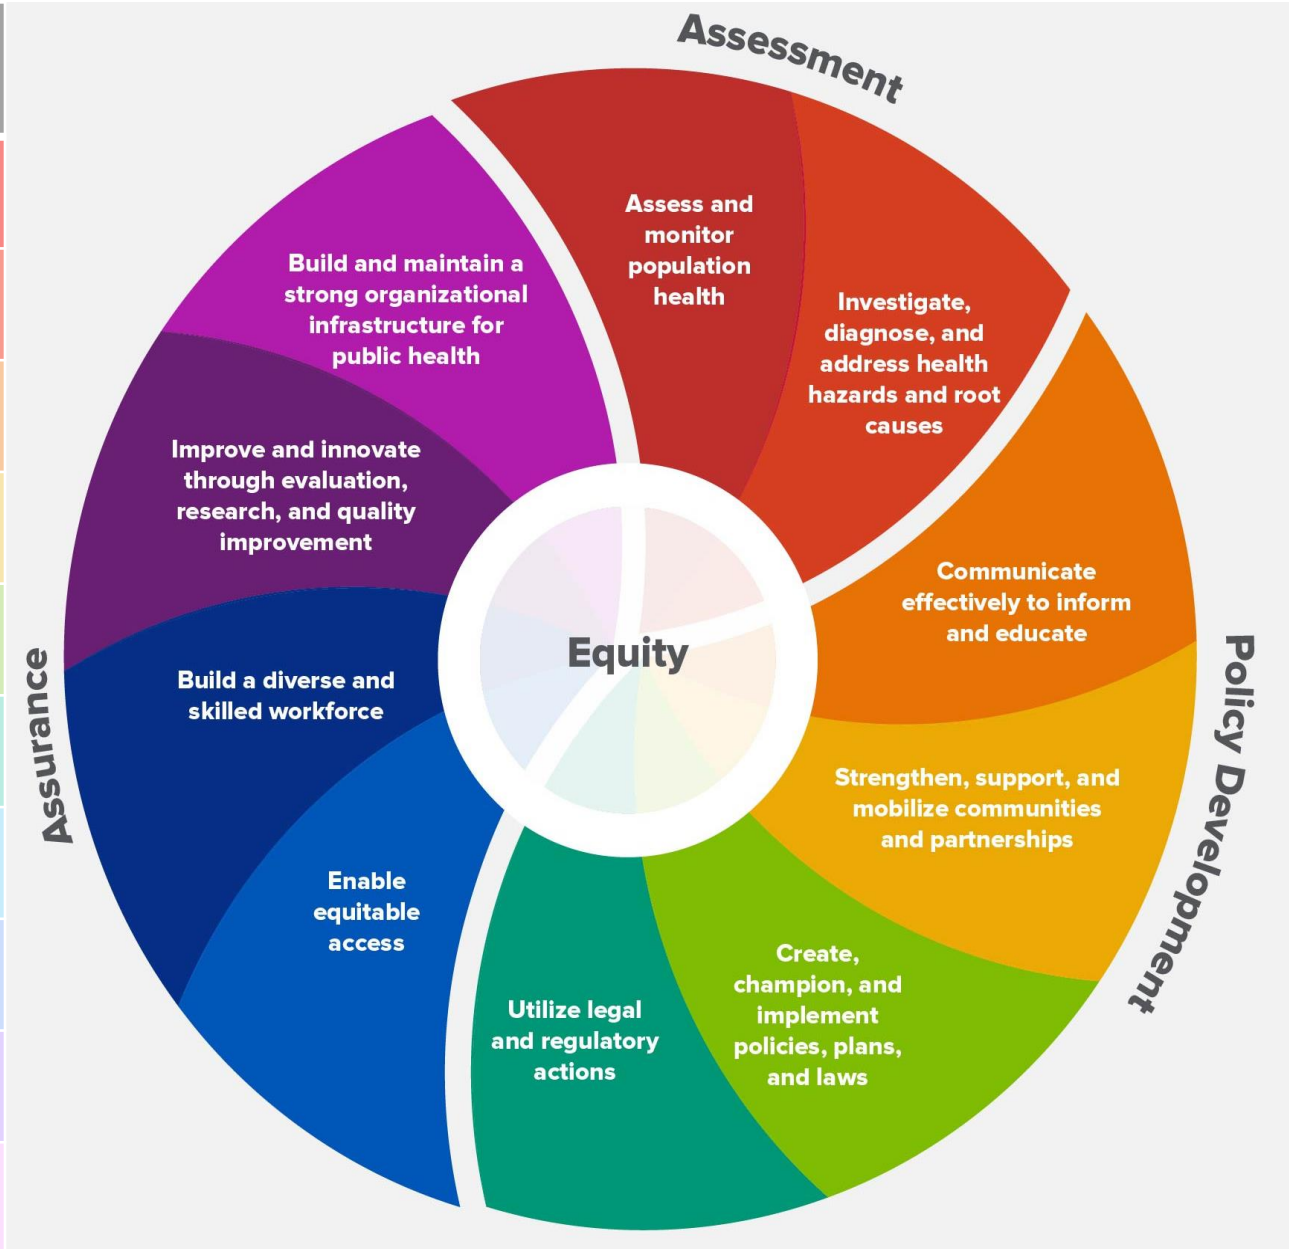 Assessment
Assess and
monitor
population
health
Investigate,
diagnose, and
address health
hazards and root
causes
Policy Development
Communicate
effectively to inform
and educate
Strengthen, support, and
mobilize communities
and partnerships
Create,
champion, and
implement
policies, plans,
and laws
Utilize legal
and regulatory
actions
Assurance
Enable
equitable
access
Build a diverse and
skilled workforce
Improve and innovate
through evaluation,
research, and quality
improvement
Build and maintain a
strong organizational
infrastructure for
public health
Equity